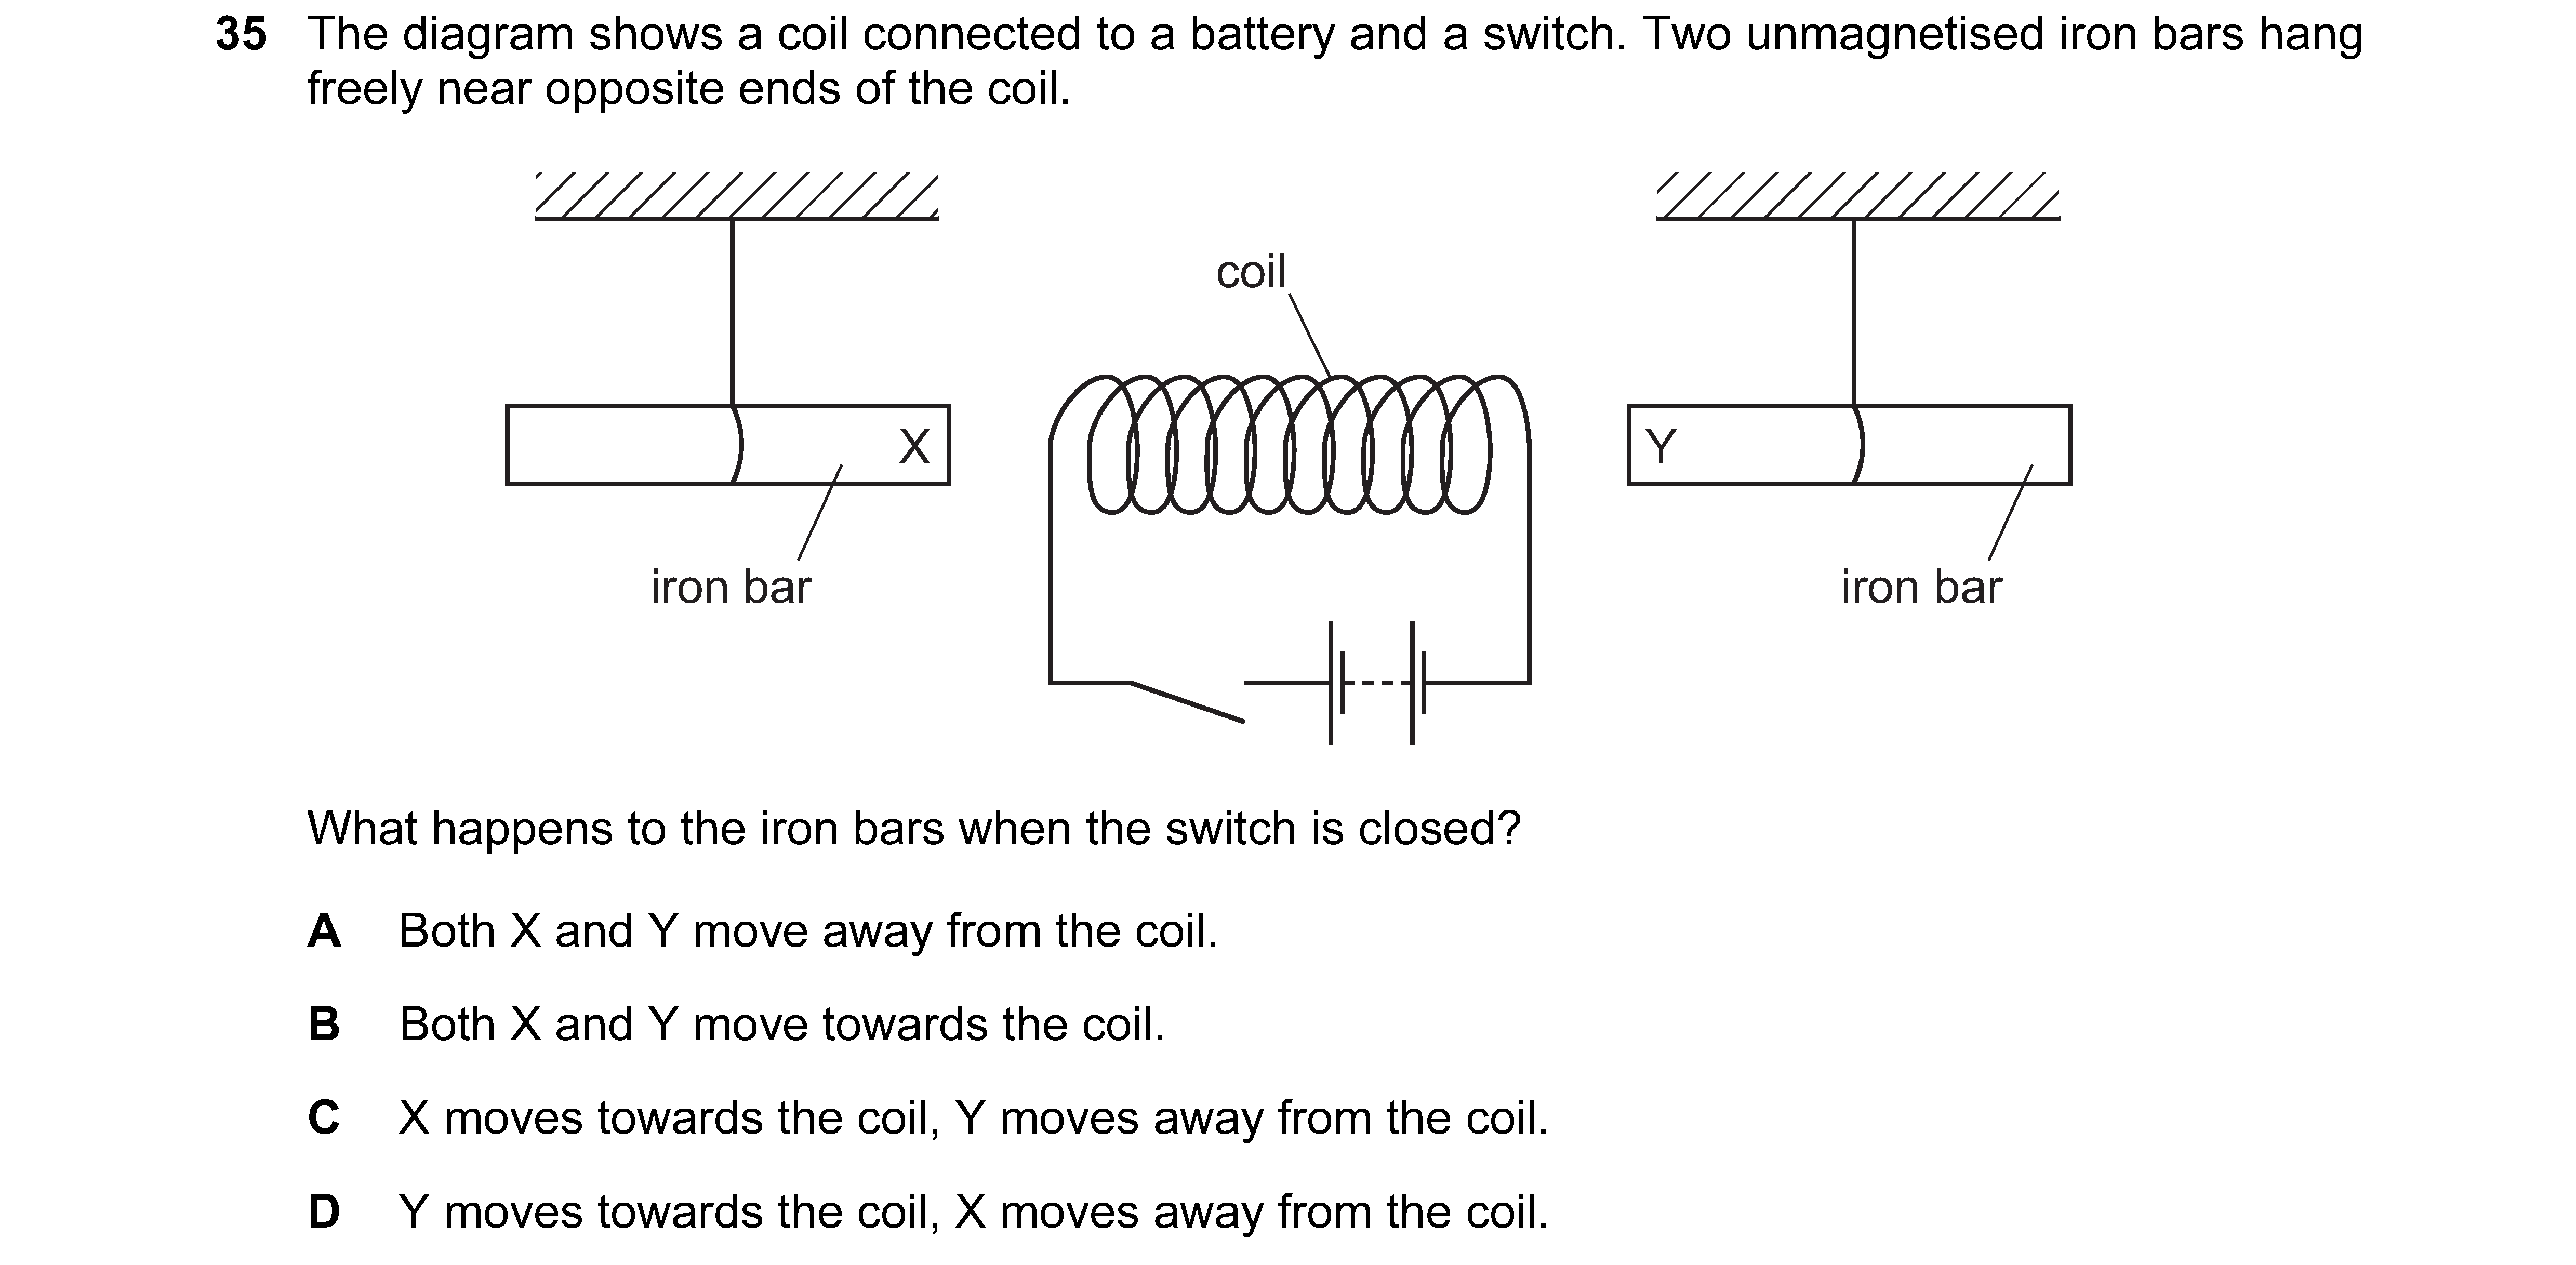 35 The diagram shows a coil connected to a battery and a switch. Two unmagnetised iron bars hang
freely near opposite ends of the coil.
coil
X
Y
iron bar
iron bar
What happens to the iron bars when the switch is closed?
A Both X and Y move away from the coil.
B Both X and Y move towards the coil.
C X moves towards the coil, Y moves away from the coil.
D Y moves towards the coil, X moves away from the coil.